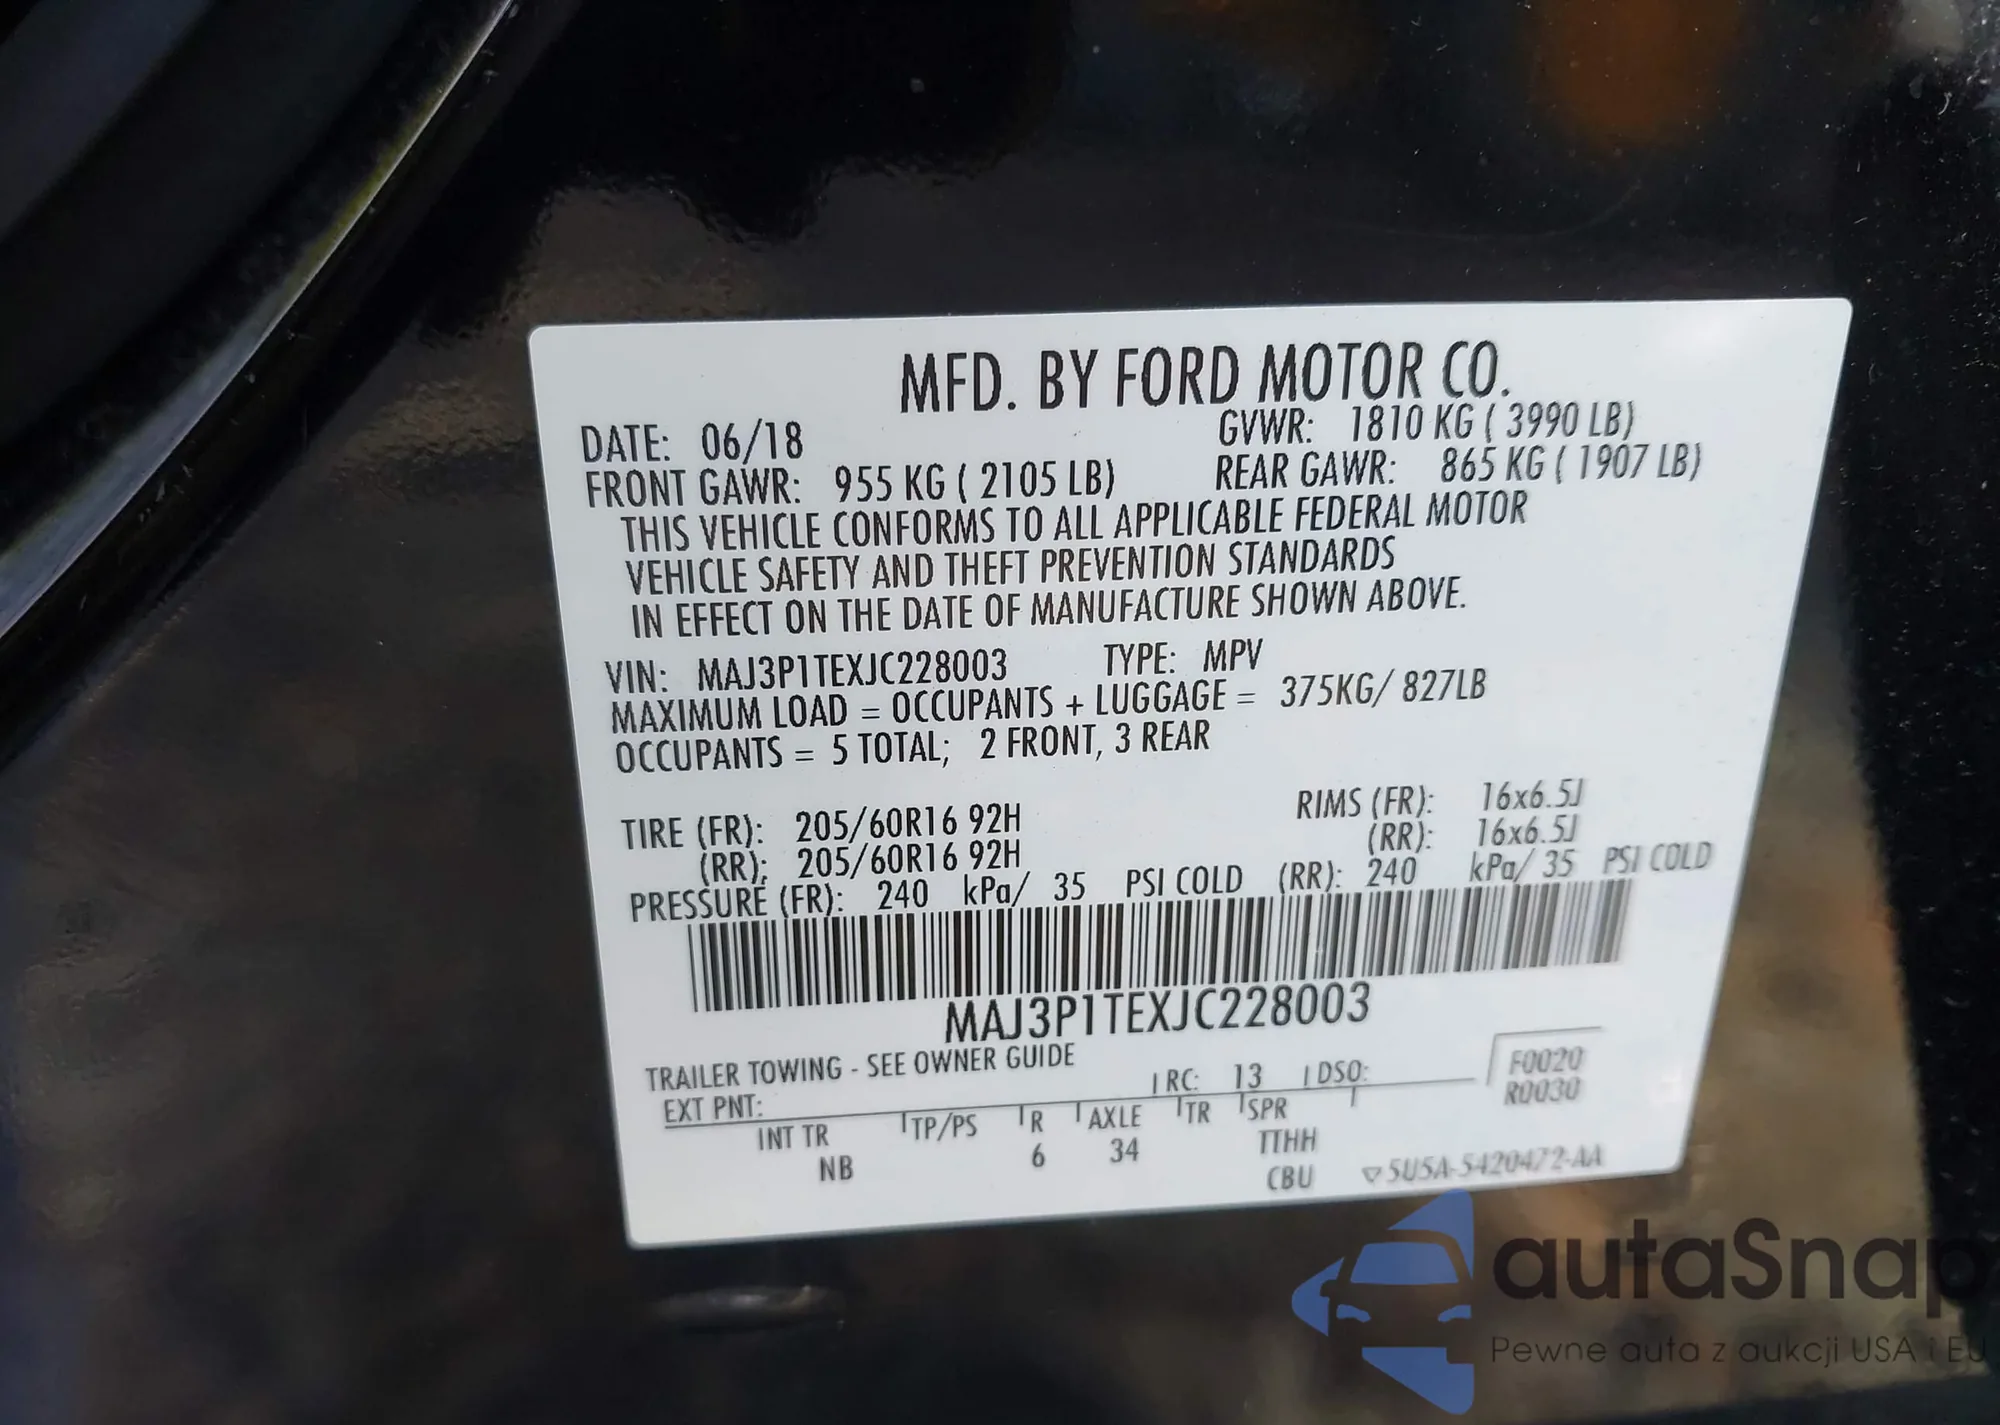 MFD. BY FORD MOTOR CO.
DATE: 06/18 GVWR: 1810 KG ( 3990 LB)
FRONT GAWR: 955 KG ( 2105 LB) REAR GAWR: 865 KG ( 1907 LB)
THIS VEHICLE CONFORMS TO ALL APPLICABLE FEDERAL MOTOR
VEHICLE SAFETY AND THEFT PREVENTION STANDARDS
IN EFFECT ON THE DATE OF MANUFACTURE SHOWN ABOVE.
VIN: MAJ3P1TEXJC228003 TYPE: MPV
MAXIMUM LOAD = OCCUPANTS + LUGGAGE = 375KG/ 827LB
OCCUPANTS = 5 TOTAL; 2 FRONT, 3 REAR
TIRE (FR): 205/60R16 92H RIMS (FR): 16x6.5J
(RR): 205/60R16 92H (RR): 16x6.5J
PRESSURE (FR): 240 kPa/ 35 PSI COLD (RR): 240 kPa/ 35 PSI COLD
MAJ3P1TEXJC228003
TRAILER TOWING - SEE OWNER GUIDE
EXT PNT: RC: 13 DSO: F0020
R0030
INT TR TP/PS R AXLE TR SPR
NB 6 34 TTHH
CBU 5U5A-5420472-AA
autaSnap
Pewne auta z aukcji USA i EU